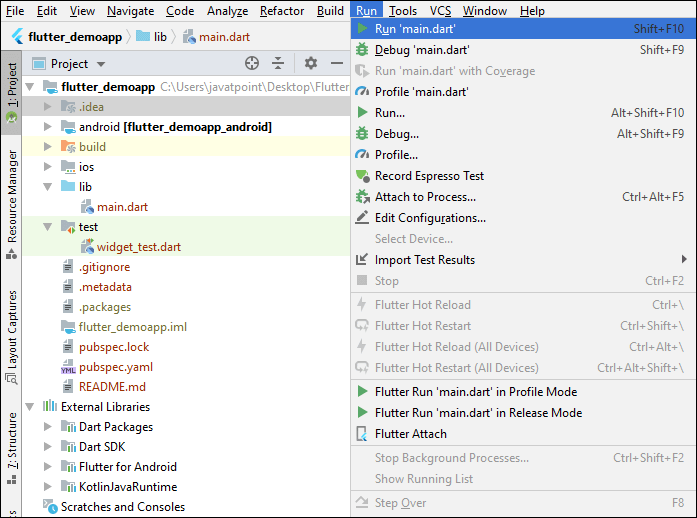 File Edit View Navigate Code Analyze Refactor Build Run Tools VCS Window Help
flutter_demoapp lib main.dart
Project
flutter_demoapp C:\Users\javatpoint\Desktop\Flutter
.idea
android [flutter_demoapp_android]
build
ios
lib
main.dart
test
widget_test.dart
.gitignore
.metadata
.packages
flutter_demoapp.iml
pubspec.lock
pubspec.yaml
README.md
External Libraries
Dart Packages
Dart SDK
Flutter for Android
KotlinJavaRuntime
Scratches and Consoles
1: Project
Resource Manager
Layout Captures
7: Structure
Run 'main.dart' Shift+F10
Debug 'main.dart' Shift+F9
Run 'main.dart' with Coverage
Profile 'main.dart'
Run... Alt+Shift+F10
Debug... Alt+Shift+F9
Profile...
Record Espresso Test
Attach to Process... Ctrl+Alt+F5
Edit Configurations...
Select Device...
Import Test Results
Stop Ctrl+F2
Flutter Hot Reload Ctrl+\
Flutter Hot Restart Ctrl+Shift+\
Flutter Hot Reload (All Devices) Ctrl+Alt+\
Flutter Hot Restart (All Devices) Ctrl+Alt+Shift+\
Flutter Run 'main.dart' in Profile Mode
Flutter Run 'main.dart' in Release Mode
Flutter Attach
Stop Background Processes... Ctrl+Shift+F2
Show Running List
Step Over F8